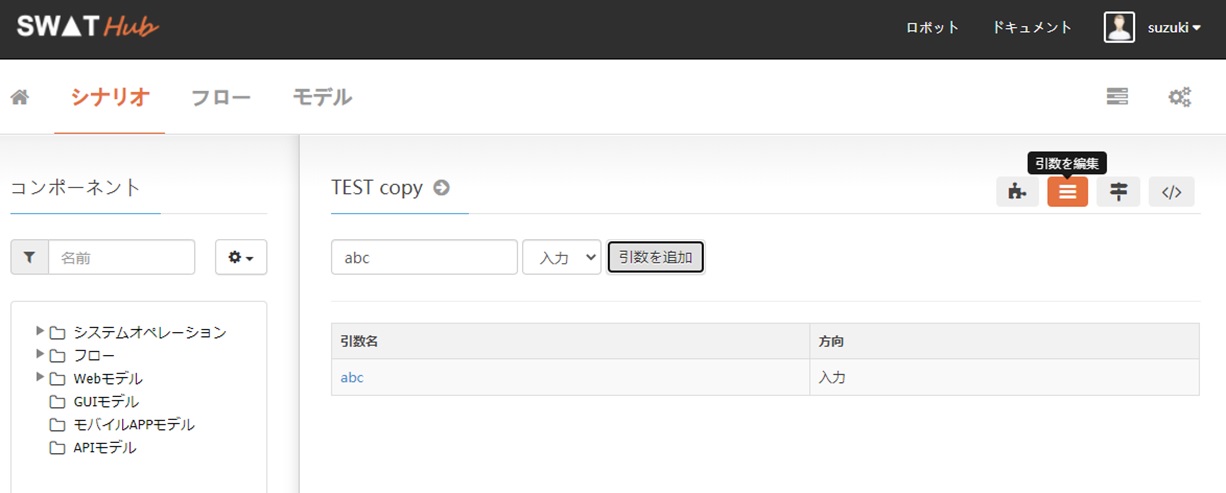 SWAT Hub
ロボット ドキュメント suzuki
シナリオ フロー モデル
引数を編集
コンポーネント
TEST copy
名前
abc 入力 引数を追加
引数名 方向
abc 入力
システムオペレーション
フロー
Webモデル
GUIモデル
モバイルAPPモデル
APIモデル